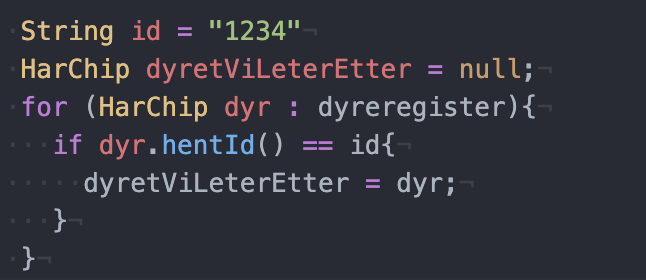 String id = "1234"
HarChip dyretViLeterEtter = null;
for (HarChip dyr : dyreregister){
if dyr.hentId() == id{
dyretViLeterEtter = dyr;
}
}